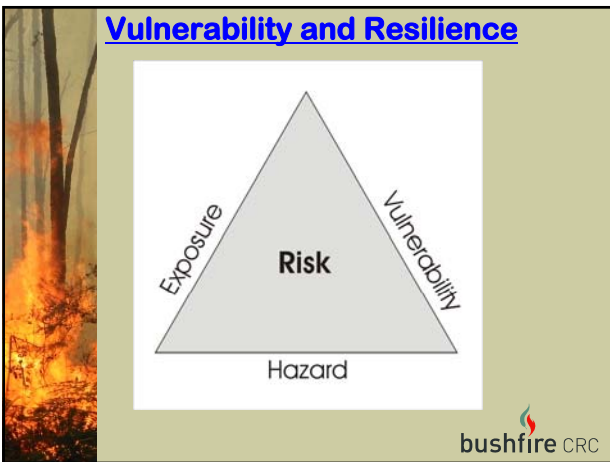 Vulnerability and Resilience
Exposure
Vulnerability
Risk
Hazard
bushfire CRC